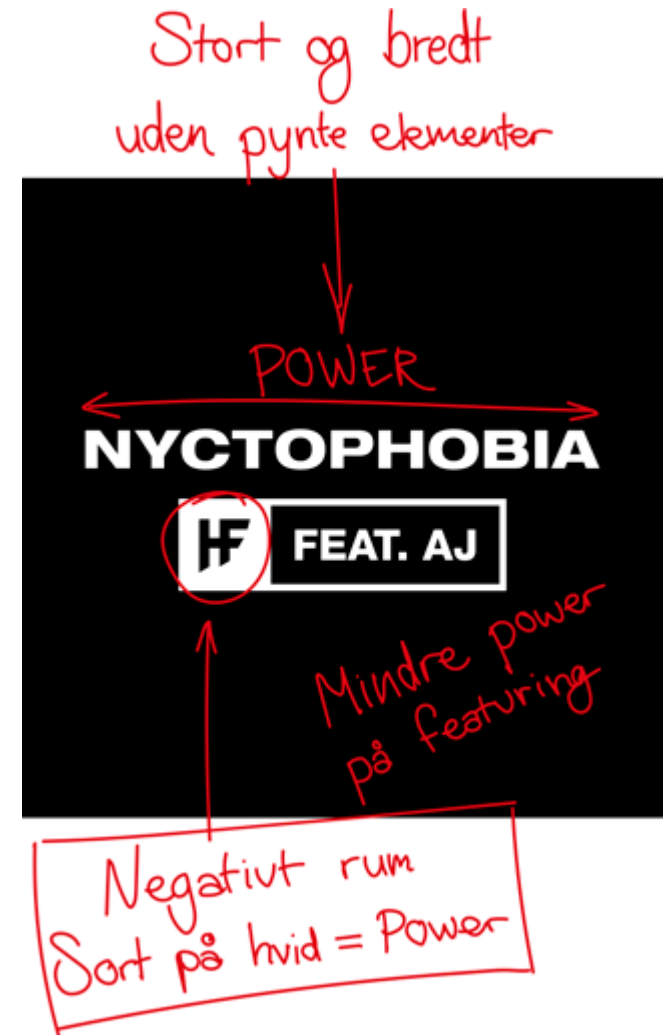 Stort og bredt
uden pynte elementer
POWER
NYCTOPHOBIA
HF FEAT. AJ
Mindre power
på featuring
Negativt rum
Sort på hvid = Power